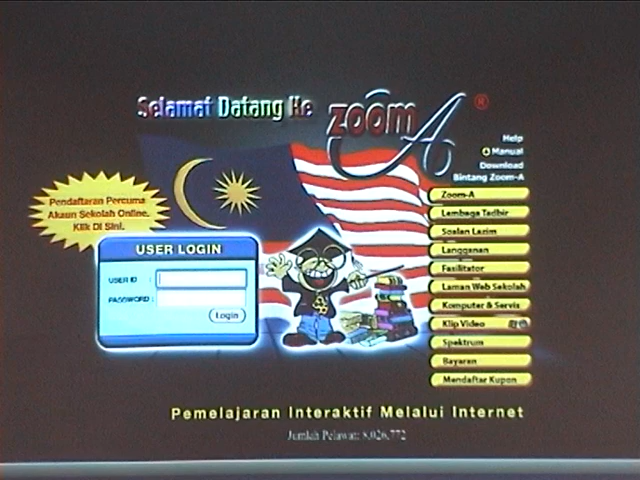 Selamat Datang Ke
zoom A ®
Help
Manual
Download
Bintang Zoom-A
Pendaftaran Percuma
Akaun Sekolah Online.
Klik Di Sini.
USER LOGIN
USER ID :
PASSWORD :
Login
Zoom-A
Lembaga Tadbir
Soalan Lazim
Langganan
Fasilitator
Laman Web Sekolah
Komputer & Servis
Klip Video
Spektrum
Bayaran
Mendaftar Kupon
Pemelajaran Interaktif Melalui Internet
Jumlah Pelawat: 8,026,772